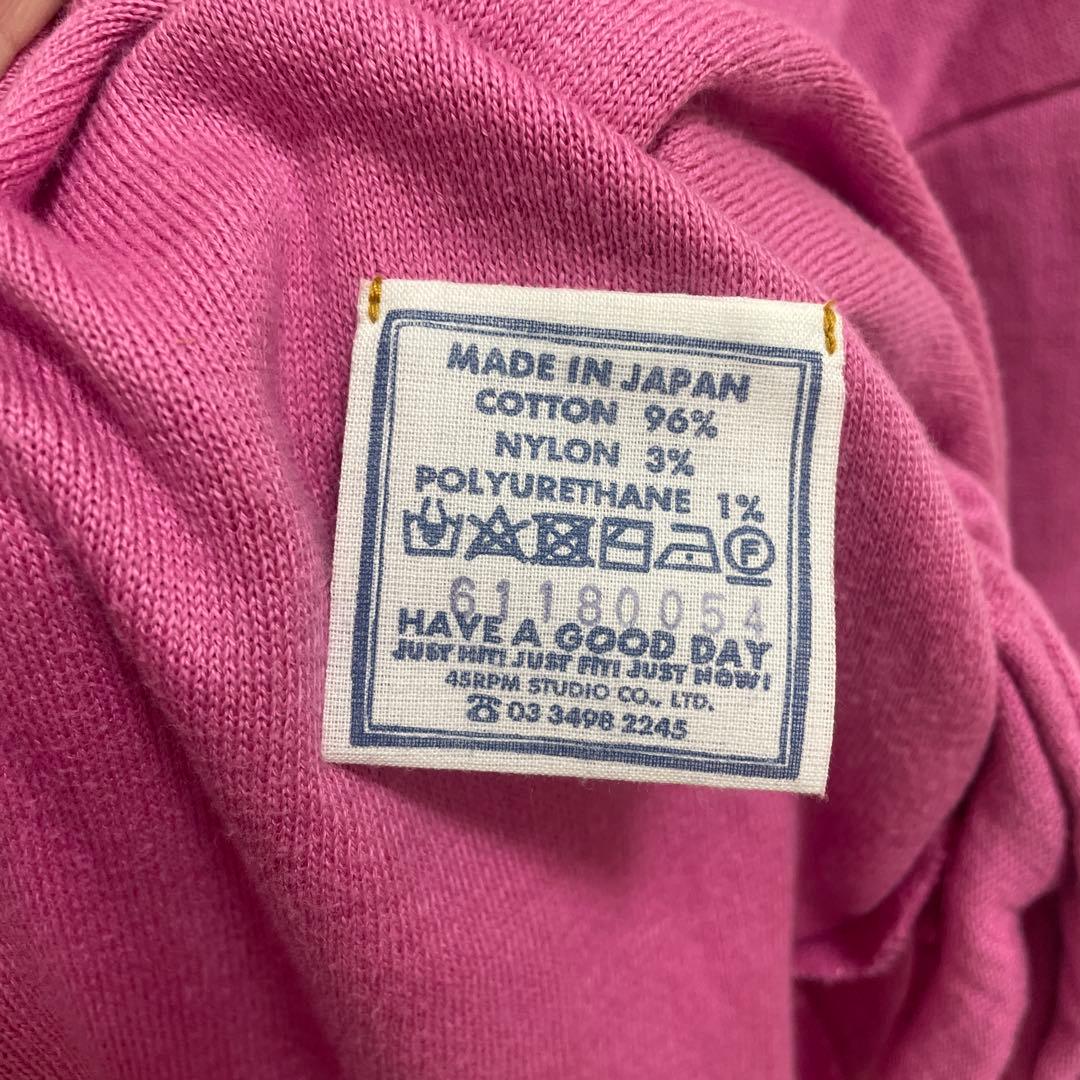 MADE IN JAPAN
COTTON 96%
NYLON 3%
POLYURETHANE 1%
F
61180054
HAVE A GOOD DAY
JUST HIT! JUST FIT! JUST NOW!
45RPM STUDIO CO., LTD.
☎ 03 3498 2245